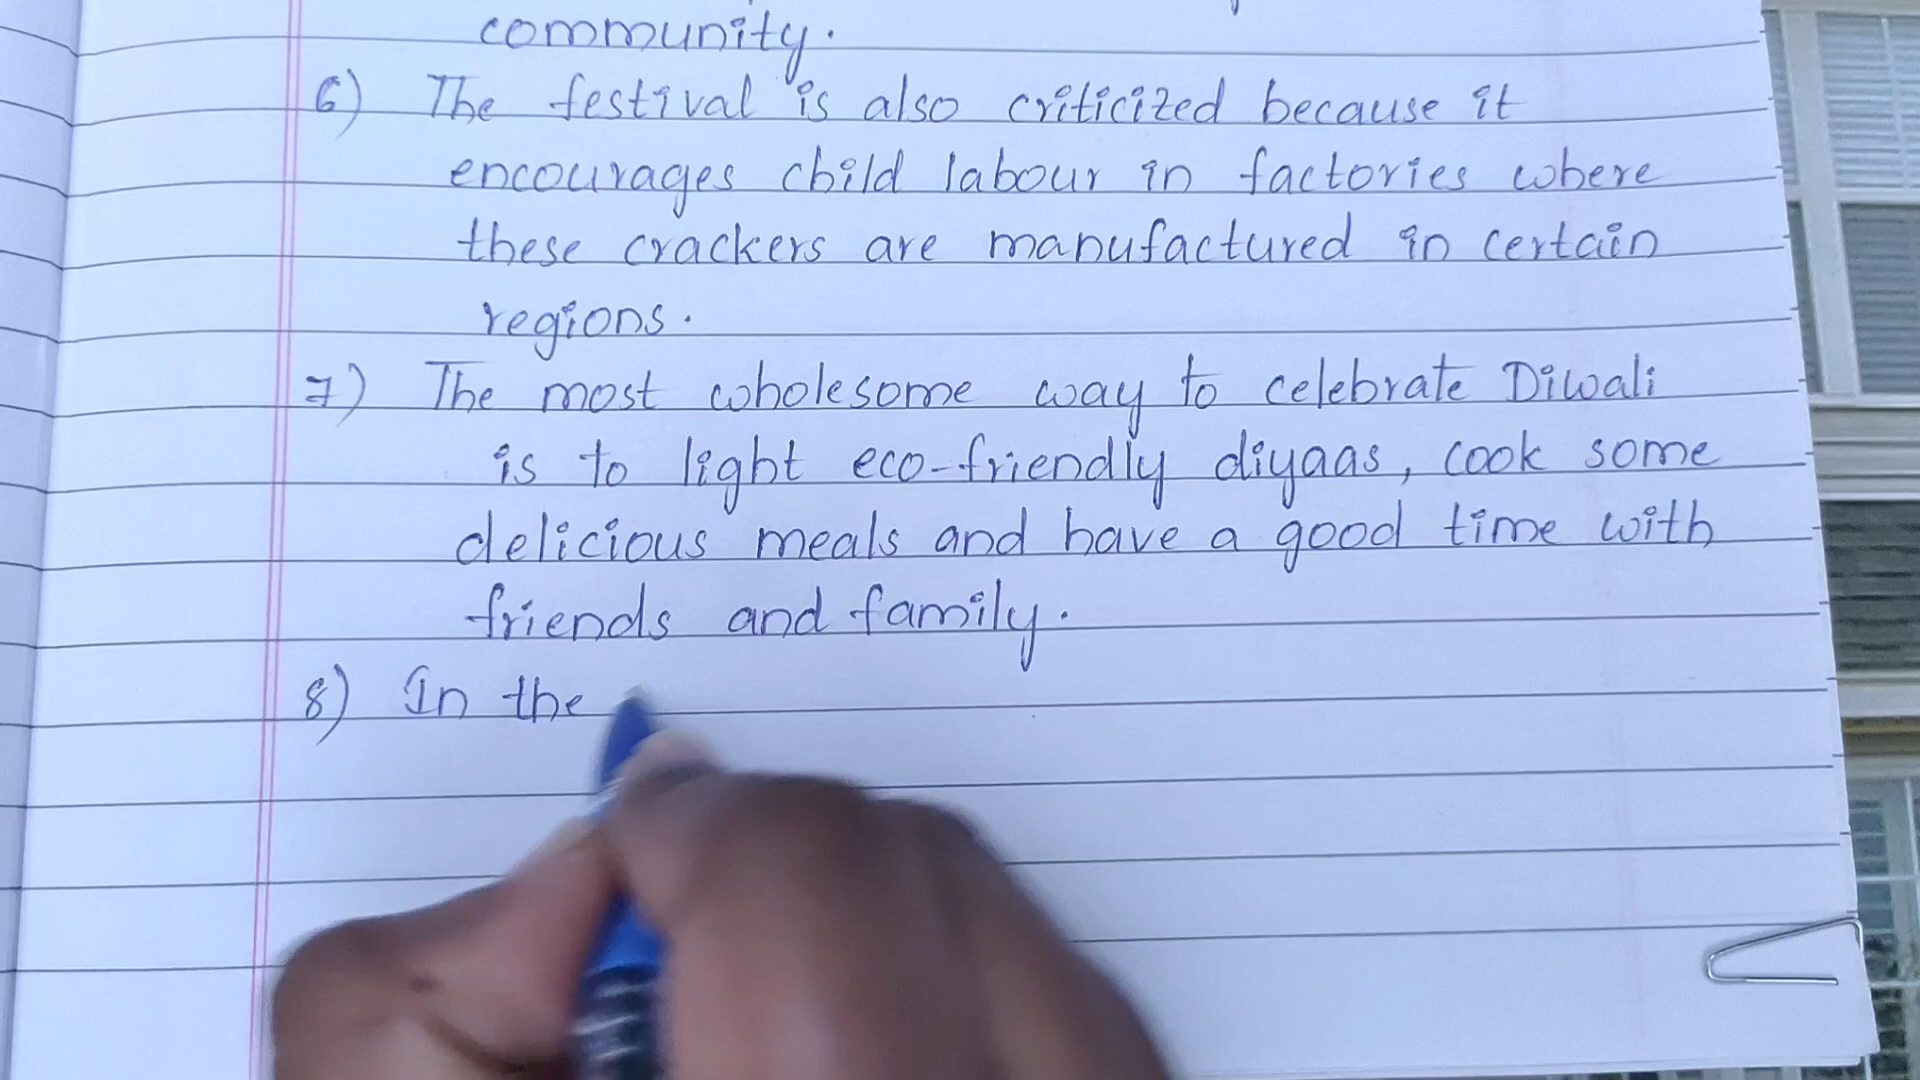 community.
6) The festival is also criticized because it
encourages child labour in factories where
these crackers are manufactured in certain
regions.
7) The most wholesome way to celebrate Diwali
is to light eco-friendly diyaas, cook some
delicious meals and have a good time with
friends and family.
8) In the